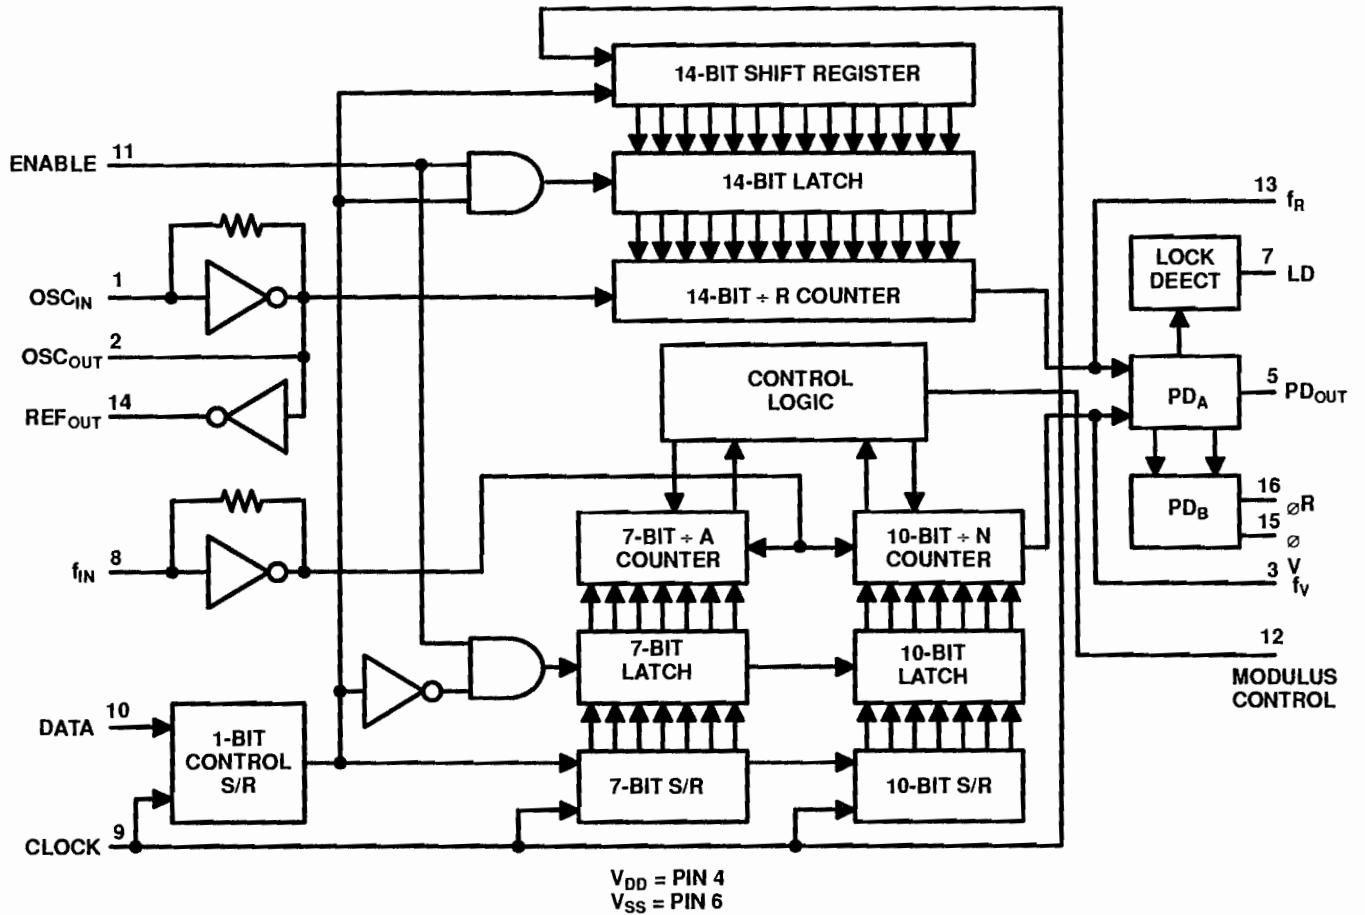 14-BIT SHIFT REGISTER
ENABLE 11
14-BIT LATCH
13 fR
LOCK
DEECT
7 LD
OSCIN 1
14-BIT ÷ R COUNTER
OSCOUT 2
CONTROL
LOGIC
PDA
5 PDOUT
REFOUT 14
16 ⌀R
PDB
15 ⌀
V
7-BIT ÷ A
COUNTER
10-BIT ÷ N
COUNTER
fIN 8
3 fV
12
MODULUS
CONTROL
7-BIT
LATCH
10-BIT
LATCH
DATA 10
1-BIT
CONTROL
S/R
7-BIT S/R
10-BIT S/R
CLOCK 9
VDD = PIN 4
VSS = PIN 6